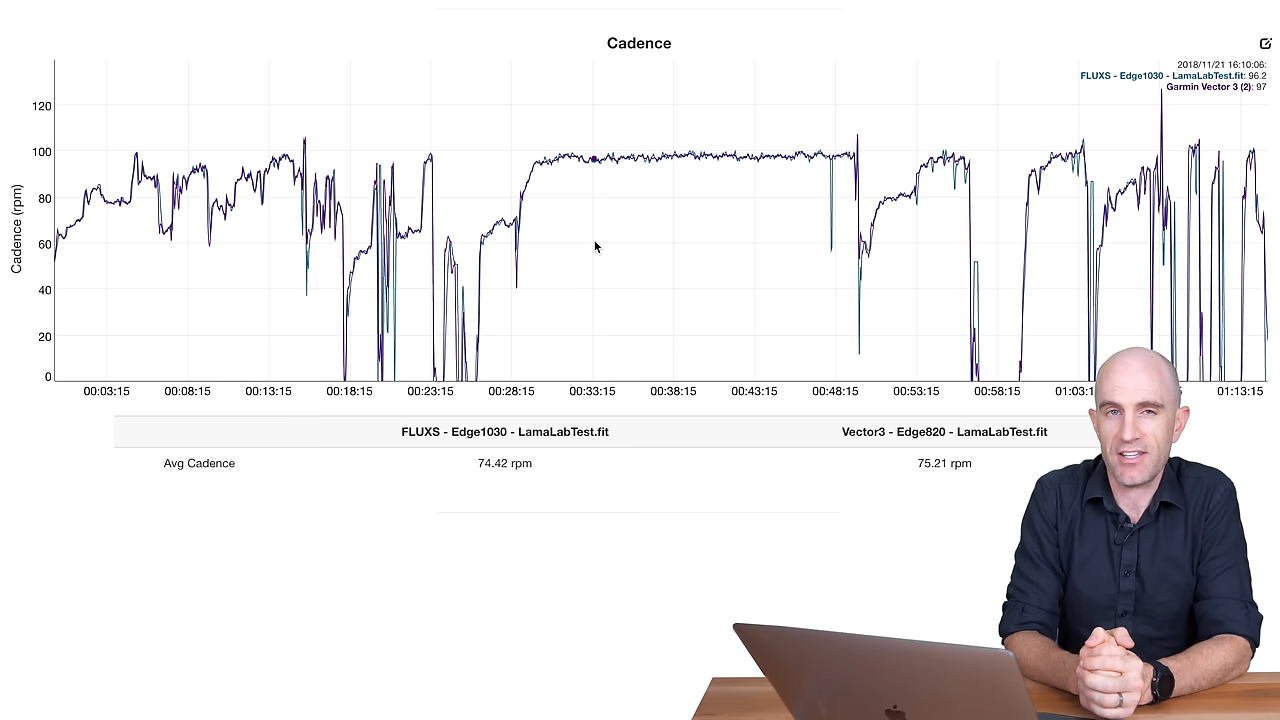 Cadence
2018/11/21 16:10:06:
FLUXS - Edge1030 - LamaLabTest.fit: 96.2
Garmin Vector 3 (2): 97
Cadence (rpm)
120
100
80
60
40
20
0
00:03:15 00:08:15 00:13:15 00:18:15 00:23:15 00:28:15 00:33:15 00:38:15 00:43:15 00:48:15 00:53:15 00:58:15 01:03: 01:13:15
FLUXS - Edge1030 - LamaLabTest.fit Vector3 - Edge820 - LamaLabTest.fit
Avg Cadence 74.42 rpm 75.21 rpm